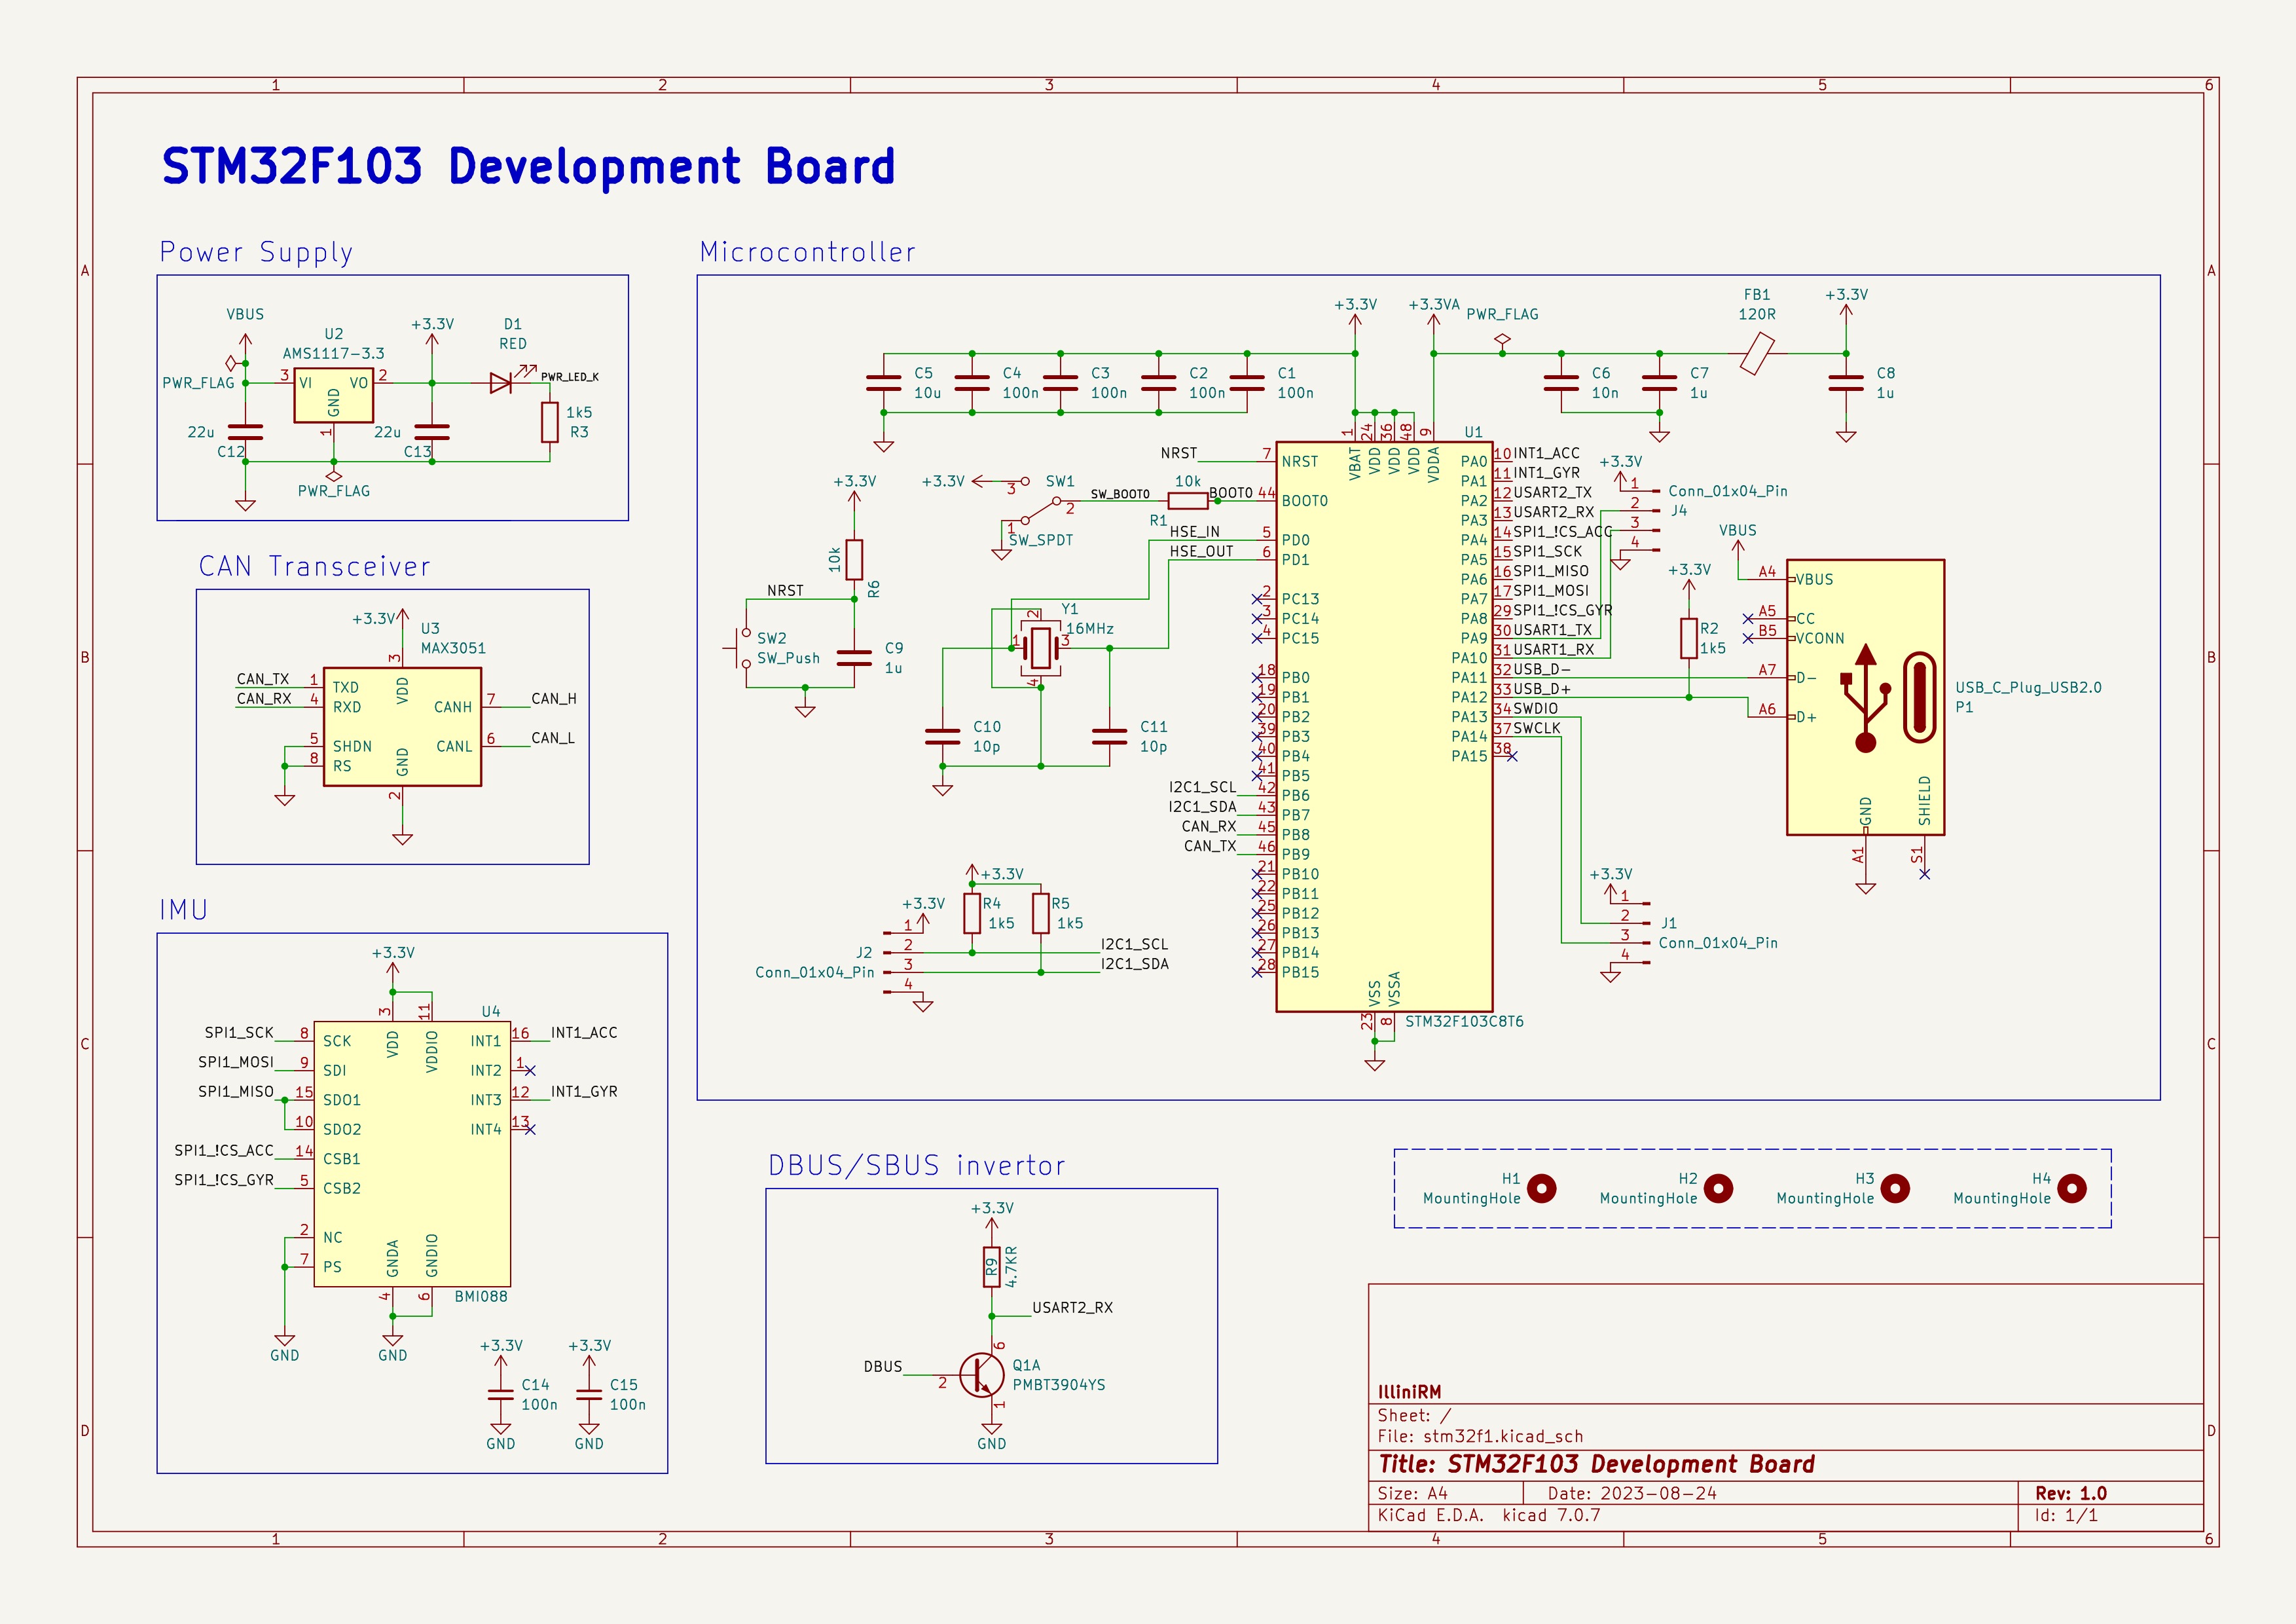 1 2 3 4 5 6
STM32F103 Development Board
A A
Power Supply
VBUS
U2
AMS1117-3.3
+3.3V
D1
RED
PWR_FLAG
3 VI VO 2
GND
1
PWR_LED_K
1k5
R3
22u
C12
22u
C13
PWR_FLAG
CAN Transceiver
+3.3V
U3
MAX3051
3
CAN_TX 1 TXD
CAN_RX 4 RXD
VDD
CANH 7 CAN_H
5 SHDN
8 RS
GND
CANL 6 CAN_L
2
IMU
+3.3V
U4
3 11
SPI1_SCK 8 SCK
VDD VDDIO
INT1 16 INT1_ACC
SPI1_MOSI 9 SDI
INT2 1
SPI1_MISO 15 SDO1
INT3 12 INT1_GYR
10 SDO2
INT4 13
SPI1_!CS_ACC 14 CSB1
SPI1_!CS_GYR 5 CSB2
2 NC
7 PS
GNDA GNDIO
4 6
BMI088
GND GND
+3.3V +3.3V
C14
100n
C15
100n
GND GND
Microcontroller
+3.3V +3.3VA PWR_FLAG
FB1
120R
+3.3V
C5
10u
C4
100n
C3
100n
C2
100n
C1
100n
C6
10n
C7
1u
C8
1u
1 24 36 48 9
U1
VBAT VDD VDD VDD VDDA
NRST 7 NRST
+3.3V 3 SW1
2 SW_BOOT0 10k BOOT0 44 BOOT0
R1
1
SW_SPDT
HSE_IN 5 PD0
HSE_OUT 6 PD1
+3.3V
10k
R6
NRST
SW2
SW_Push
C9
1u
Y1
16MHz
2
1 3
4
C10
10p
C11
10p
2 PC13
3 PC14
4 PC15
18 PB0
19 PB1
20 PB2
39 PB3
40 PB4
41 PB5
I2C1_SCL 42 PB6
I2C1_SDA 43 PB7
CAN_RX 45 PB8
CAN_TX 46 PB9
21 PB10
22 PB11
25 PB12
26 PB13
27 PB14
28 PB15
VSS VSSA
23 8
STM32F103C8T6
PA0 10 INT1_ACC
PA1 11 INT1_GYR
PA2 12 USART2_TX
PA3 13 USART2_RX
PA4 14 SPI1_!CS_ACC
PA5 15 SPI1_SCK
PA6 16 SPI1_MISO
PA7 17 SPI1_MOSI
PA8 29 SPI1_!CS_GYR
PA9 30 USART1_TX
PA10 31 USART1_RX
PA11 32 USB_D-
PA12 33 USB_D+
PA13 34 SWDIO
PA14 37 SWCLK
PA15 38
+3.3V
1 Conn_01x04_Pin
2 J4
3
4
VBUS
+3.3V
R2
1k5
A4 VBUS
A5 CC
B5 VCONN
A7 D-
A6 D+
GND SHIELD
A1 S1
USB_C_Plug_USB2.0
P1
+3.3V
1
2 J1
3 Conn_01x04_Pin
4
+3.3V
R4
1k5
R5
1k5
+3.3V
1
J2 2 I2C1_SCL
Conn_01x04_Pin 3 I2C1_SDA
4
B B
C C
DBUS/SBUS invertor
+3.3V
R9
4.7KR
USART2_RX
6
DBUS 2
Q1A
PMBT3904YS
1
GND
H1
MountingHole
H2
MountingHole
H3
MountingHole
H4
MountingHole
D D
IlliniRM
Sheet: /
File: stm32f1.kicad_sch
Title: STM32F103 Development Board
Size: A4 Date: 2023-08-24 Rev: 1.0
KiCad E.D.A. kicad 7.0.7 Id: 1/1
1 2 3 4 5 6